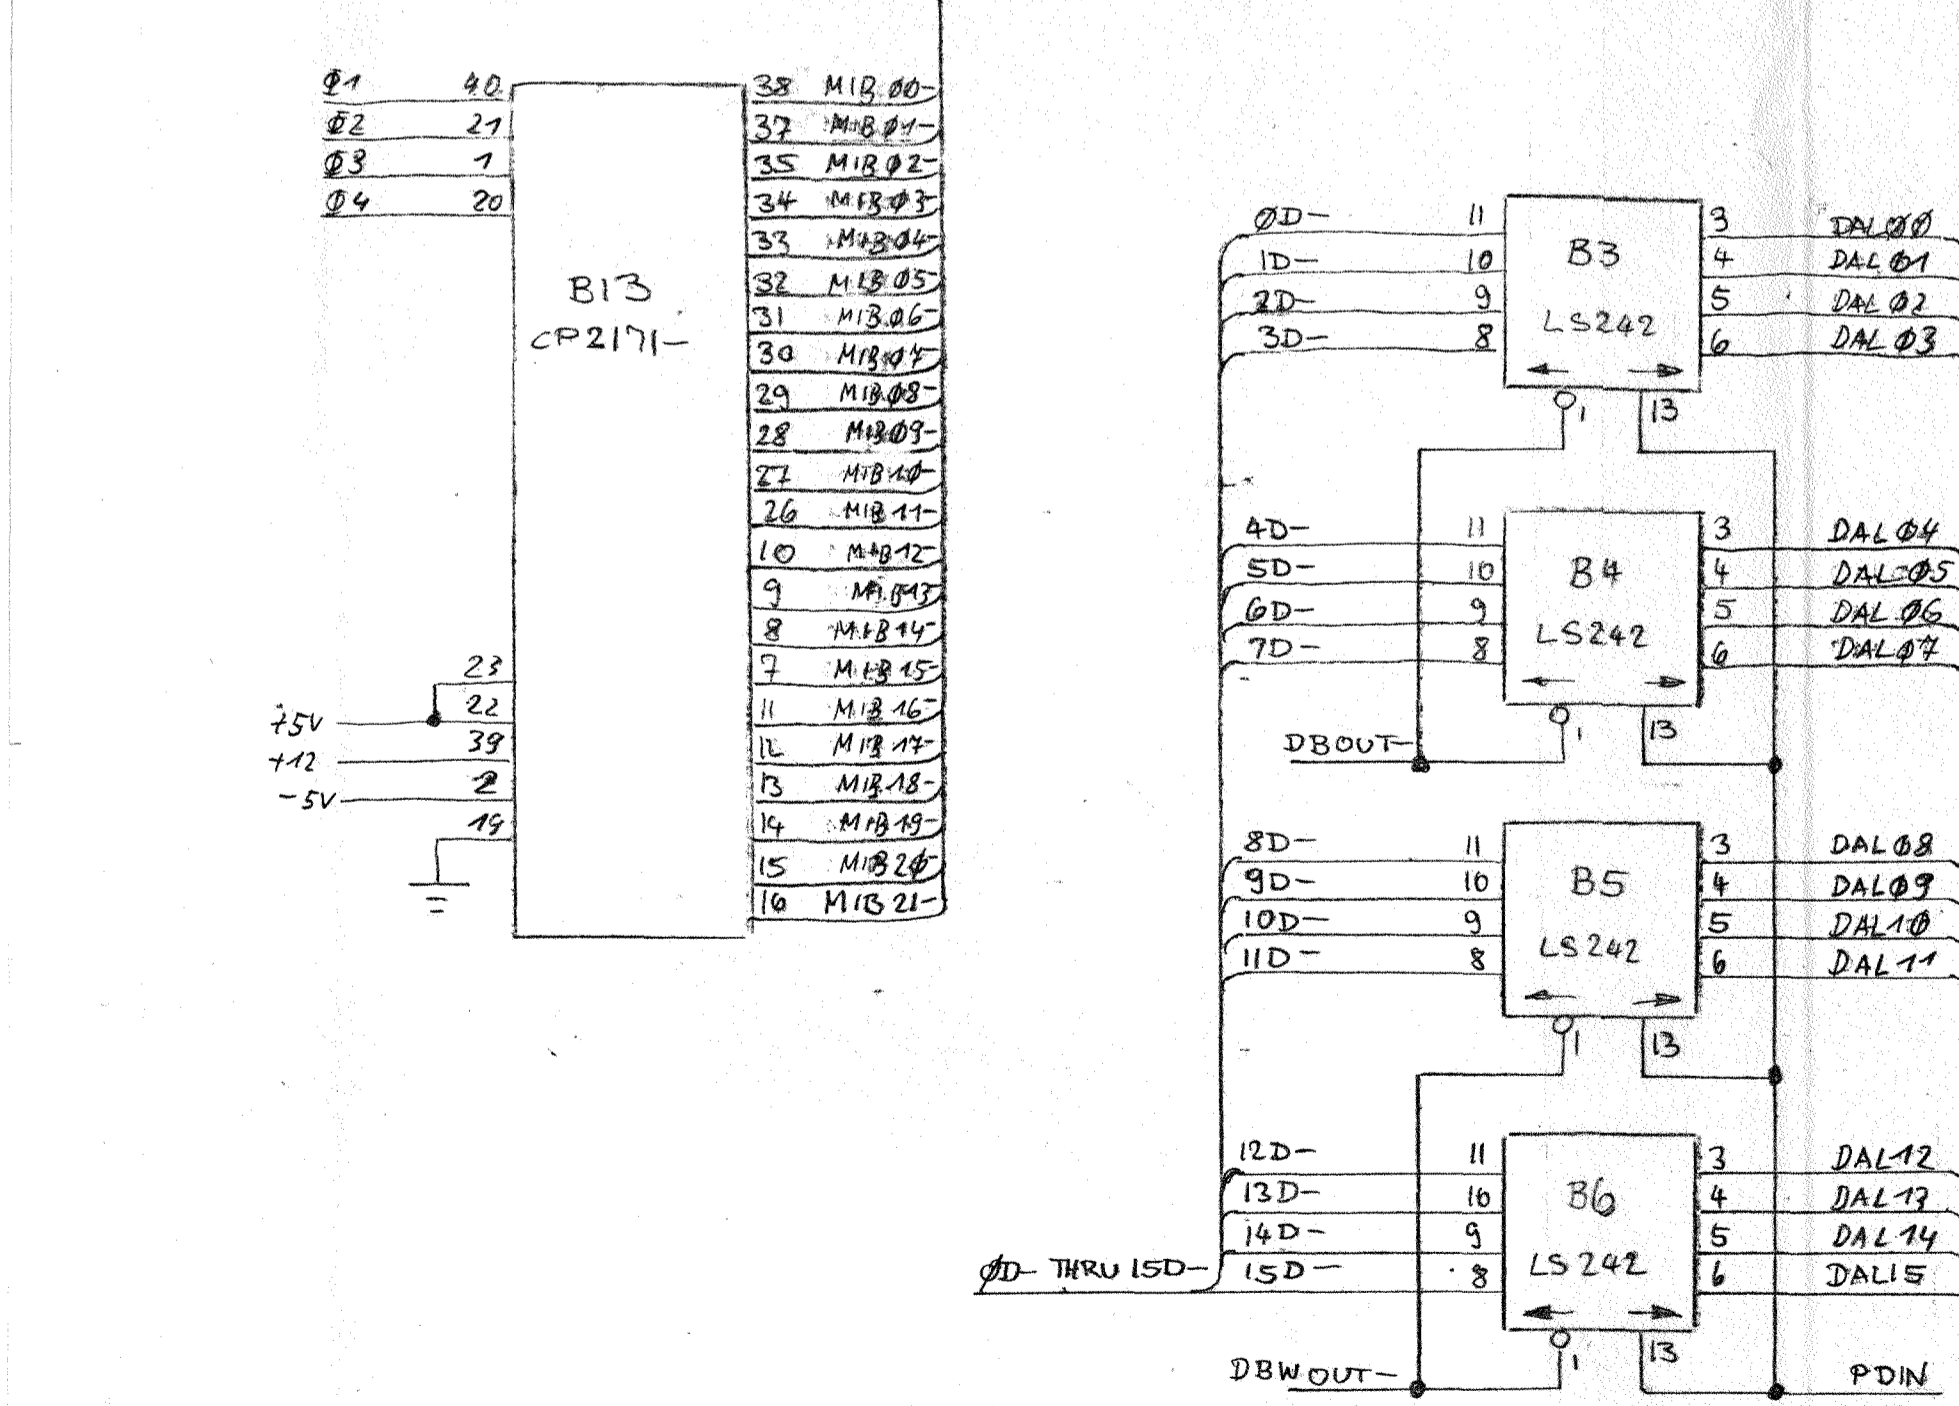 Φ1 40
Φ2 21
Φ3 1
Φ4 20
B13
CP2171-
23
+5V 22
+12 39
-5V 2
19
38 MIB 00-
37 MIB 01-
35 MIB 02-
34 MIB 03-
33 MIB 04-
32 MIB 05-
31 MIB 06-
30 MIB 07-
29 MIB 08-
28 MIB 09-
27 MIB 10-
26 MIB 11-
10 MIB 12-
9 MIB 13
8 MIB 14-
7 MIB 15-
11 MIB 16-
12 MIB 17-
13 MIB 18-
14 MIB 19-
15 MIB 20-
16 MIB 21-
0D- 11 B3 3 DAL 00
1D- 10 4 DAL 01
2D- 9 LS242 5 DAL 02
3D- 8 6 DAL 03
1 13
4D- 11 B4 3 DAL 04
5D- 10 4 DAL 05
6D- 9 LS242 5 DAL 06
7D- 8 6 DAL 07
1 13
DBOUT-
8D- 11 B5 3 DAL 08
9D- 10 4 DAL 09
10D- 9 LS242 5 DAL 10
11D- 8 6 DAL 11
1 13
12D- 11 B6 3 DAL 12
13D- 10 4 DAL 13
14D- 9 LS242 5 DAL 14
0D- THRU 15D- 15D- 8 6 DAL 15
1 13
DBWOUT- PDIN